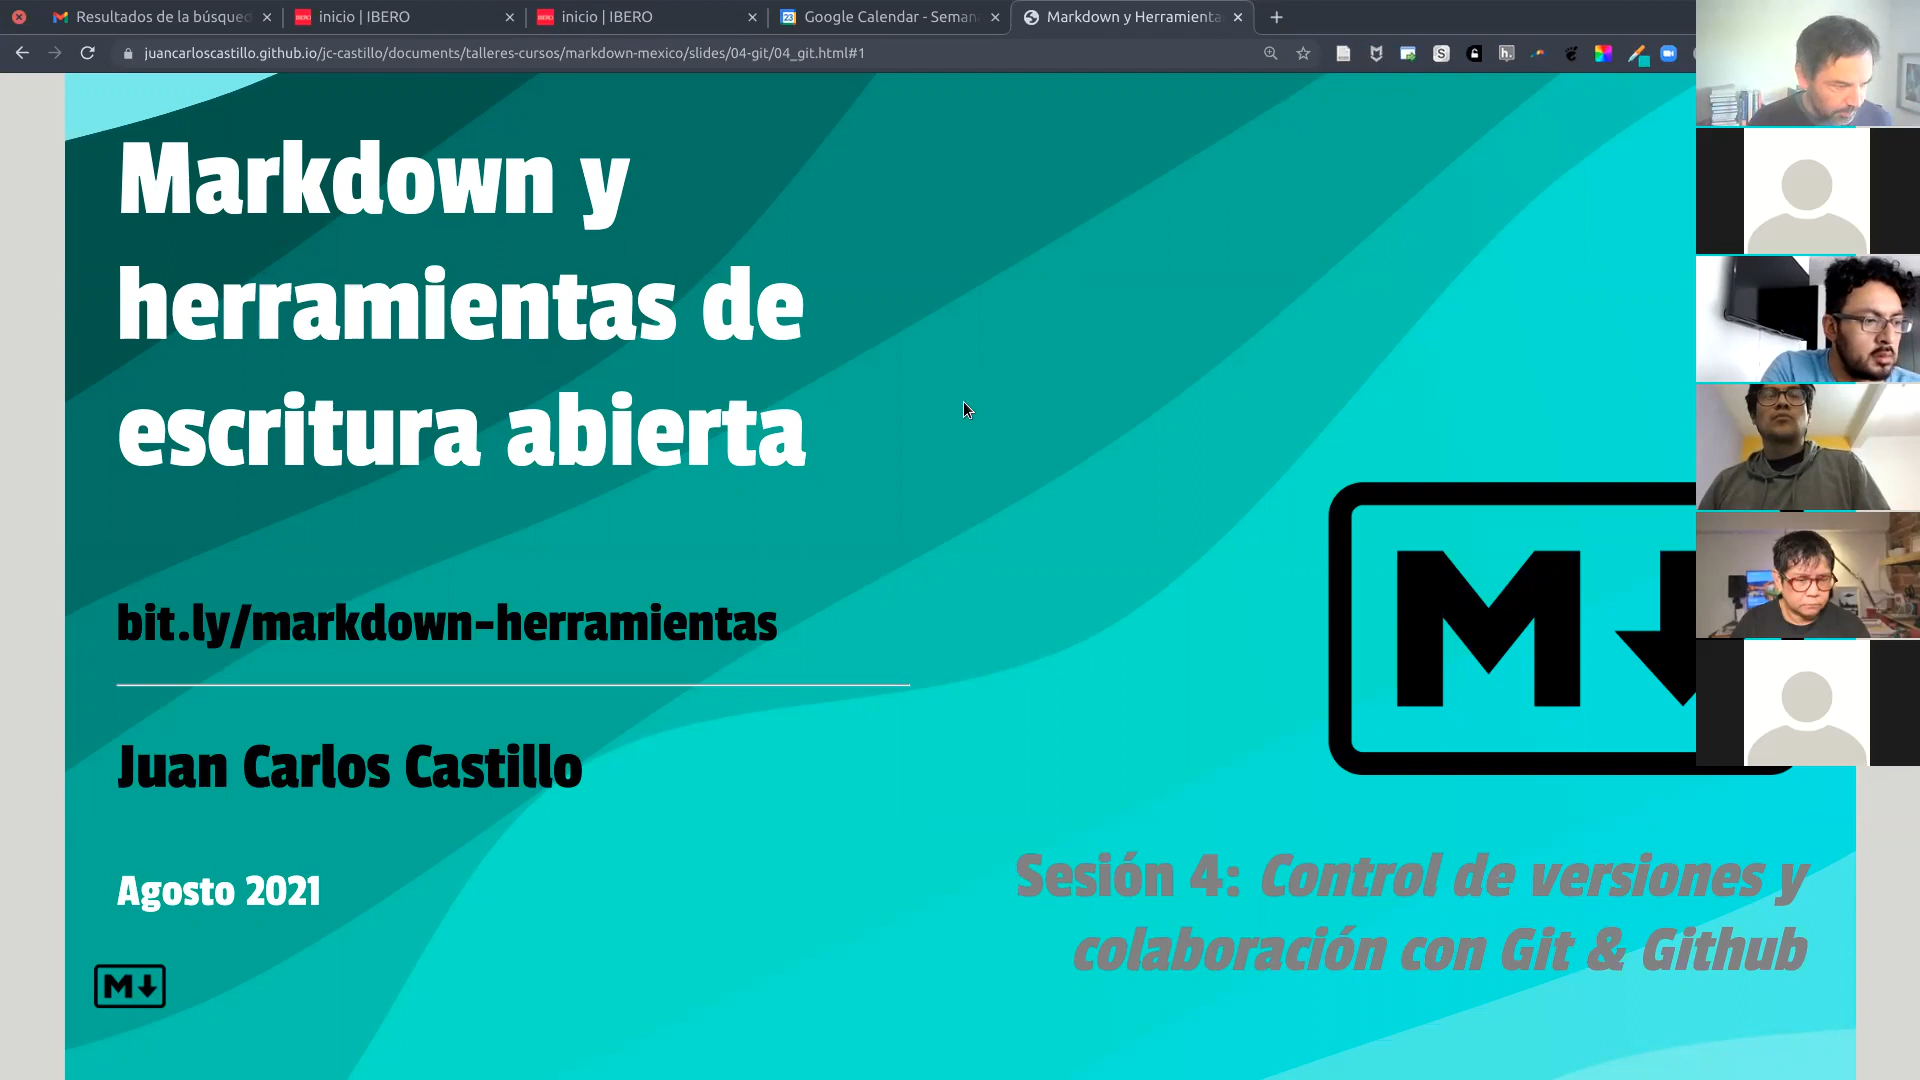 Resultados de la búsqued
inicio | IBERO
inicio | IBERO
Google Calendar - Seman
Markdown y Herramienta
juancarloscastillo.github.io/jc-castillo/documents/talleres-cursos/markdown-mexico/slides/04-git/04_git.html#1
Markdown y
herramientas de
escritura abierta
bit.ly/markdown-herramientas
Juan Carlos Castillo
Agosto 2021
M
M
Sesión 4: Control de versiones y
colaboración con Git & Github